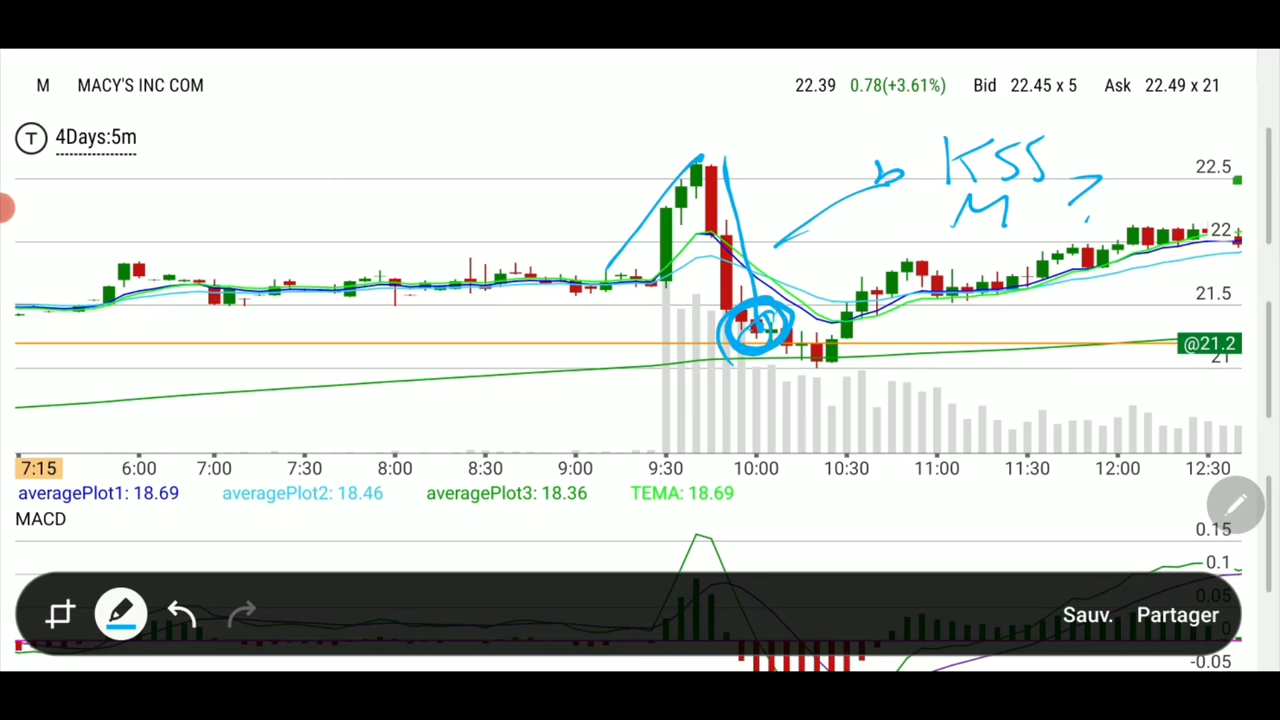 M MACY'S INC COM 22.39 0.78(+3.61%) Bid 22.45 x 5 Ask 22.49 x 21
T 4Days:5m
KSS
M ?
22.5
22
21.5
@21.2
21
7:15 6:00 7:00 7:30 8:00 8:30 9:00 9:30 10:00 10:30 11:00 11:30 12:00 12:30
averagePlot1: 18.69 averagePlot2: 18.46 averagePlot3: 18.36 TEMA: 18.69
MACD
0.15
0.1
0.05
0
Sauv. Partager
-0.05